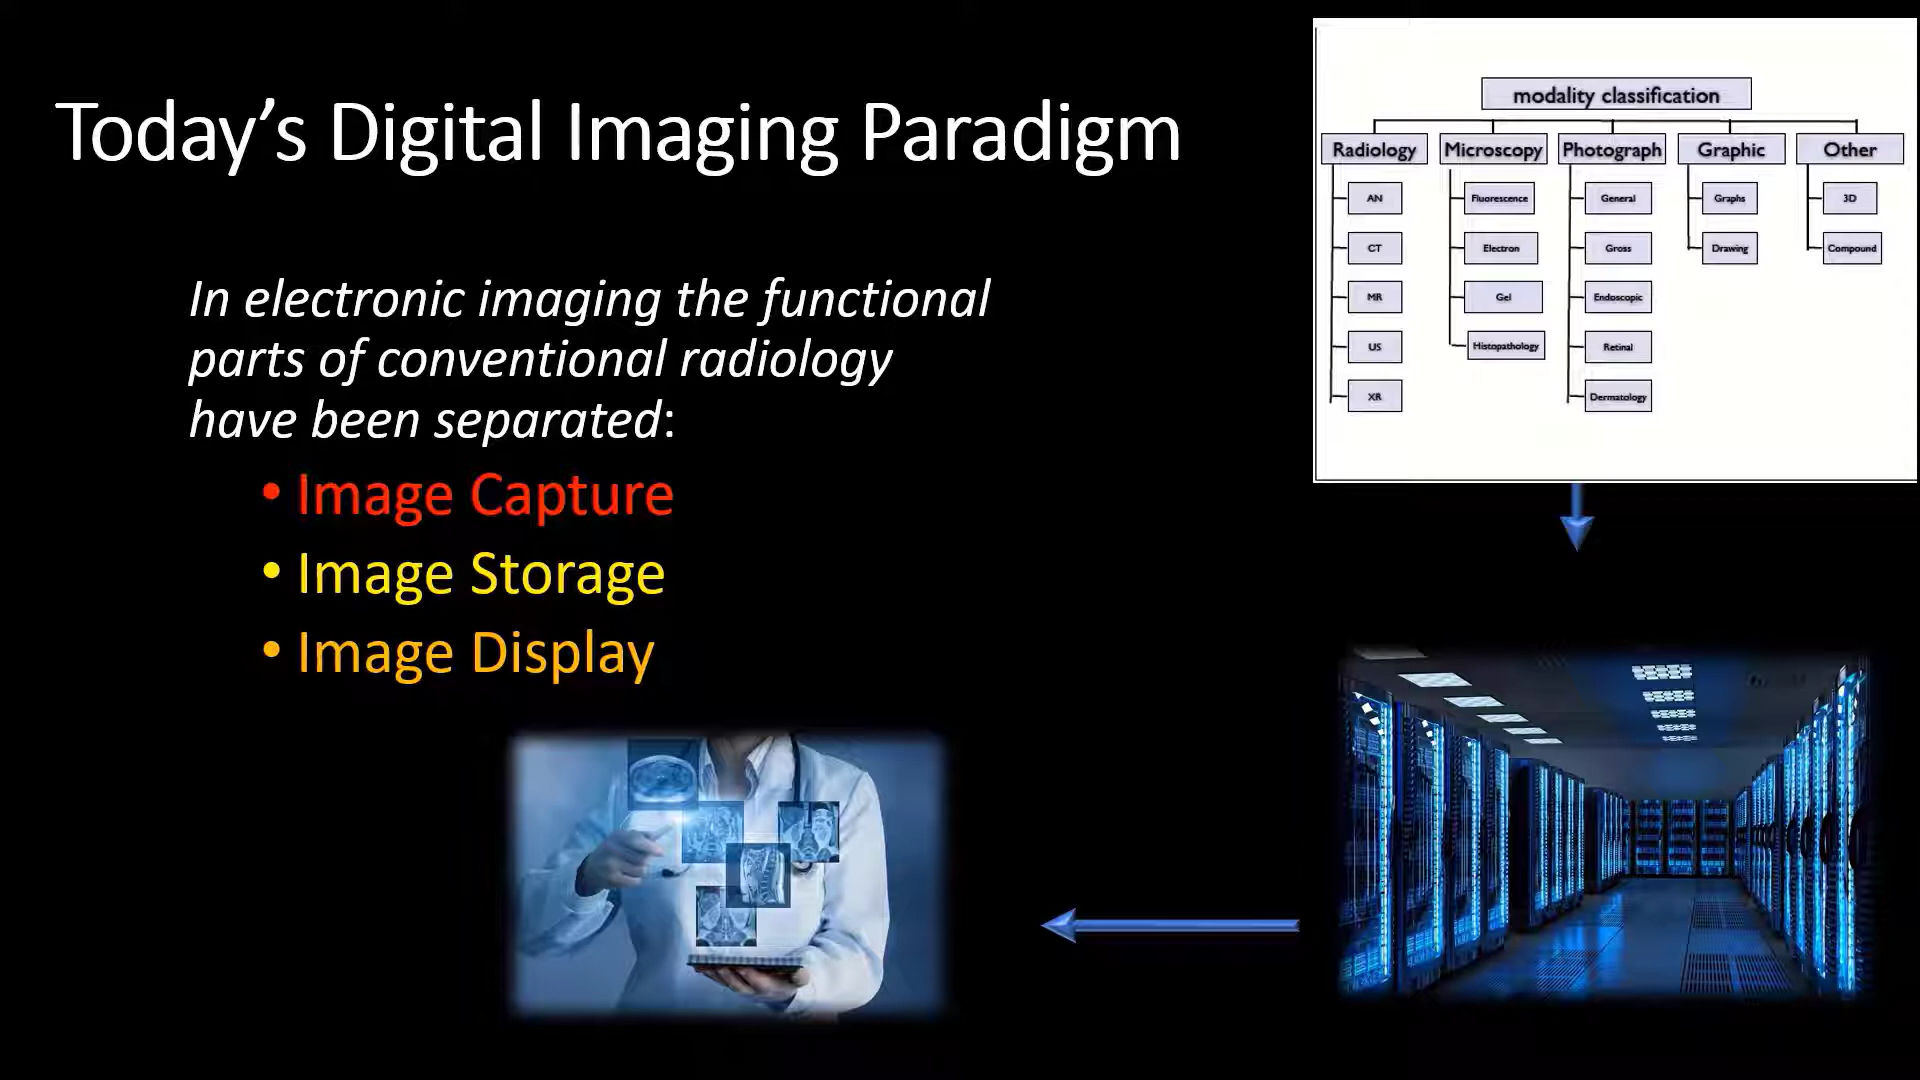 Today’s Digital Imaging Paradigm
In electronic imaging the functional
parts of conventional radiology
have been separated:
• Image Capture
• Image Storage
• Image Display
modality classification
Radiology Microscopy Photograph Graphic Other
AN Fluorescence General Graphs 3D
CT Electron Gross Drawing Compound
MR Gel Endoscopic
US Histopathology Retinal
XR Dermatology